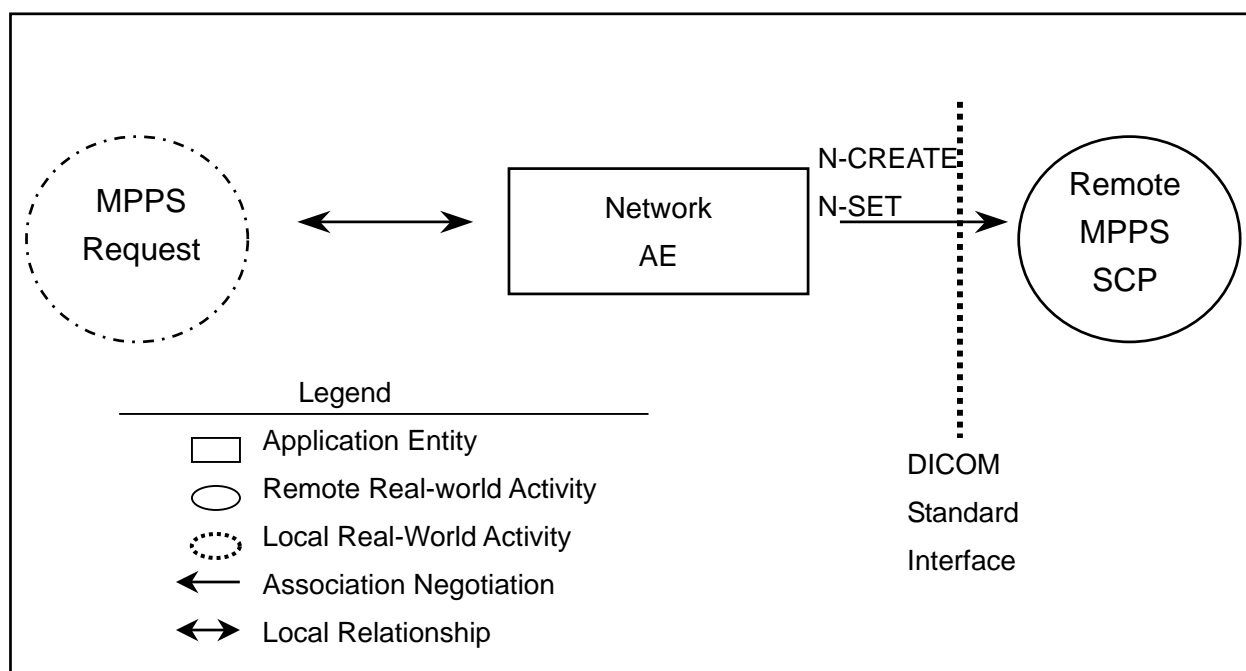 MPPS
Request
Network
AE
N-CREATE
N-SET
Remote
MPPS
SCP
Legend
Application Entity
Remote Real-world Activity
Local Real-World Activity
Association Negotiation
Local Relationship
DICOM
Standard
Interface